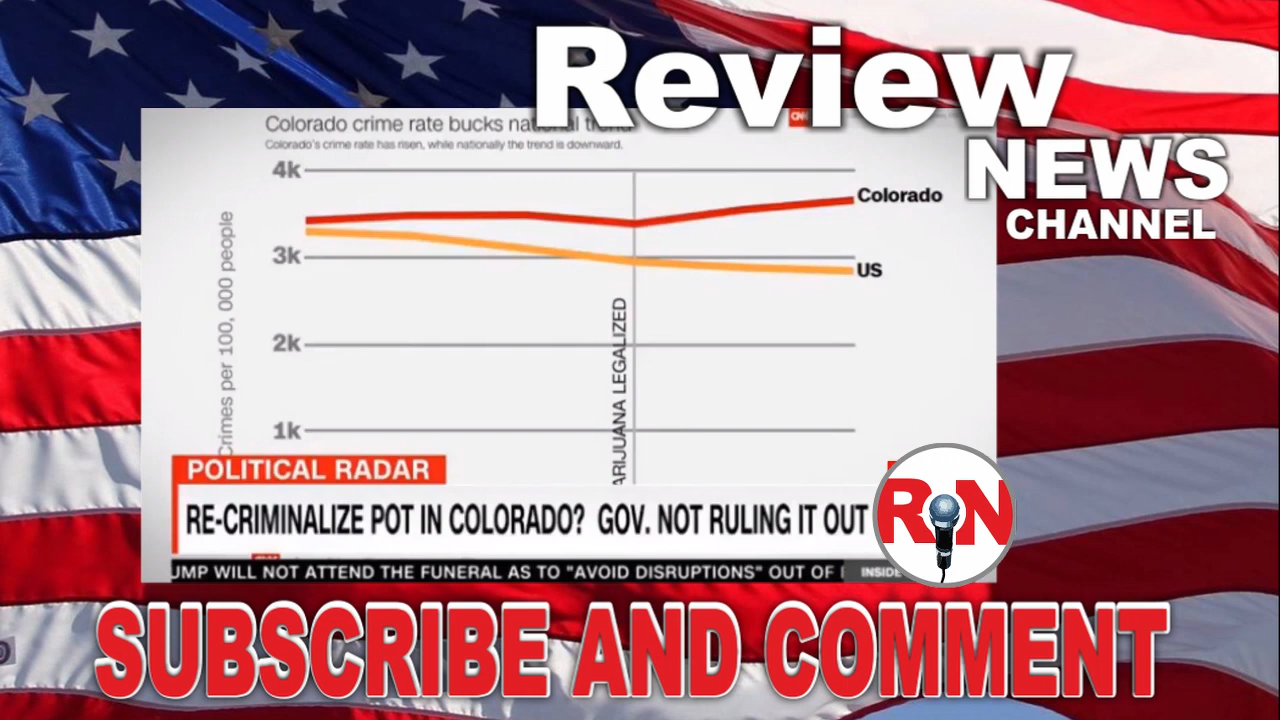 Review
NEWS
CHANNEL
Colorado crime rate bucks national trend
Colorado's crime rate has risen, while nationally the trend is downward.
4k
Colorado
3k
US
2k
1k
Crimes per 100, 000 people
ARIJUANA LEGALIZED
POLITICAL RADAR
RE-CRIMINALIZE POT IN COLORADO? GOV. NOT RULING IT OUT
RN
UMP WILL NOT ATTEND THE FUNERAL AS TO "AVOID DISRUPTIONS" OUT OF
INSIDE
SUBSCRIBE AND COMMENT